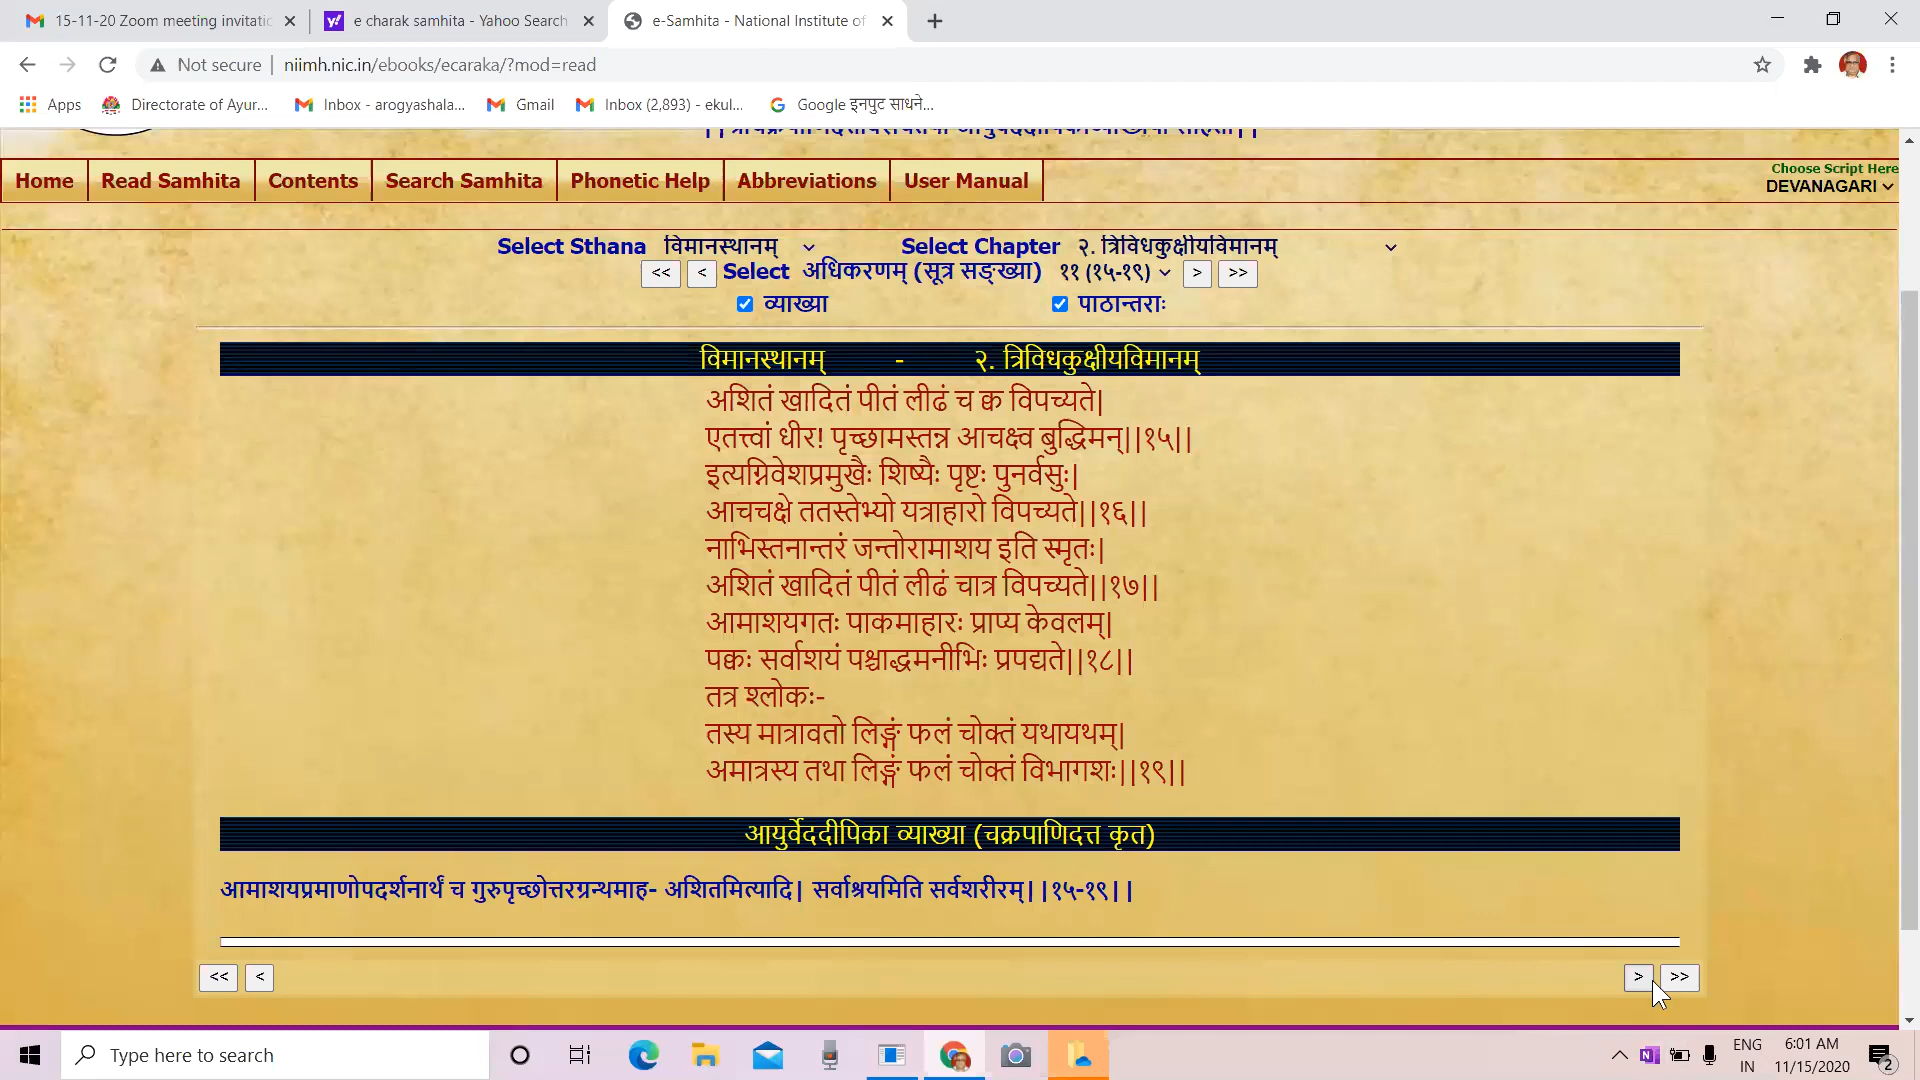 15-11-20 Zoom meeting invitatio
e charak samhita - Yahoo Search
e-Samhita - National Institute of
Not secure
niimh.nic.in/ebooks/ecaraka/?mod=read
Apps
Directorate of Ayur...
Inbox - arogyashala...
Gmail
Inbox (2,893) - ekul...
Google इनपुट साधने...
Home
Read Samhita
Contents
Search Samhita
Phonetic Help
Abbreviations
User Manual
Choose Script Here
DEVANAGARI
Select Sthana विमानस्थानम्
Select Chapter २. त्रिविधकुक्षीयविमानम्
<< < Select अधिकरणम् (सूत्र सङ्ख्या) ११ (१५-१९) > >>
व्याख्या
पाठान्तराः
विमानस्थानम् - २. त्रिविधकुक्षीयविमानम्
अशितं खादितं पीतं लीढं च क्व विपच्यते|
एतत्त्वां धीर! पृच्छामस्तन्न आचक्ष्व बुद्धिमन्||१५||
इत्यग्निवेशप्रमुखैः शिष्यैः पृष्टः पुनर्वसुः|
आचचक्षे ततस्तेभ्यो यत्राहारो विपच्यते||१६||
नाभिस्तनान्तरं जन्तोरामाशय इति स्मृतः|
अशितं खादितं पीतं लीढं चात्र विपच्यते||१७||
आमाशयगतः पाकमाहारः प्राप्य केवलम्|
पक्वः सर्वाशयं पश्चाद्धमनीभिः प्रपद्यते||१८||
तत्र श्लोकः-
तस्य मात्रावतो लिङ्गं फलं चोक्तं यथायथम्|
अमात्रस्य तथा लिङ्गं फलं चोक्तं विभागशः||१९||
आयुर्वेददीपिका व्याख्या (चक्रपाणिदत्त कृत)
आमाशयप्रमाणोपदर्शनार्थं च गुरुपृच्छोत्तरग्रन्थमाह- अशितमित्यादि| सर्वाश्रयमिति सर्वशरीरम्||१५-१९||
<< < > >>
Type here to search
ENG
IN
6:01 AM
11/15/2020
2